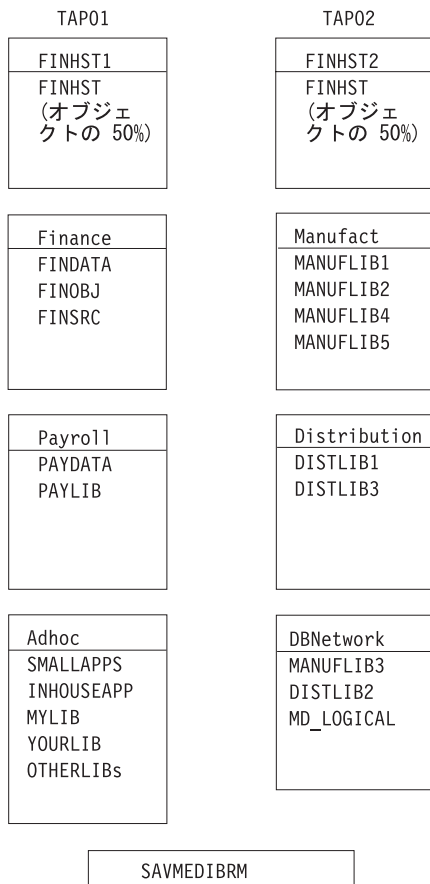 TAP01
FINHST1
FINHST
(オブジェ
クトの 50%)
Finance
FINDATA
FINOBJ
FINSRC
Payroll
PAYDATA
PAYLIB
Adhoc
SMALLAPPS
INHOUSEAPP
MYLIB
YOURLIB
OTHERLIBs
TAP02
FINHST2
FINHST
(オブジェ
クトの 50%)
Manufact
MANUFLIB1
MANUFLIB2
MANUFLIB4
MANUFLIB5
Distribution
DISTLIB1
DISTLIB3
DBNetwork
MANUFLIB3
DISTLIB2
MD_LOGICAL
SAVMEDIBRM